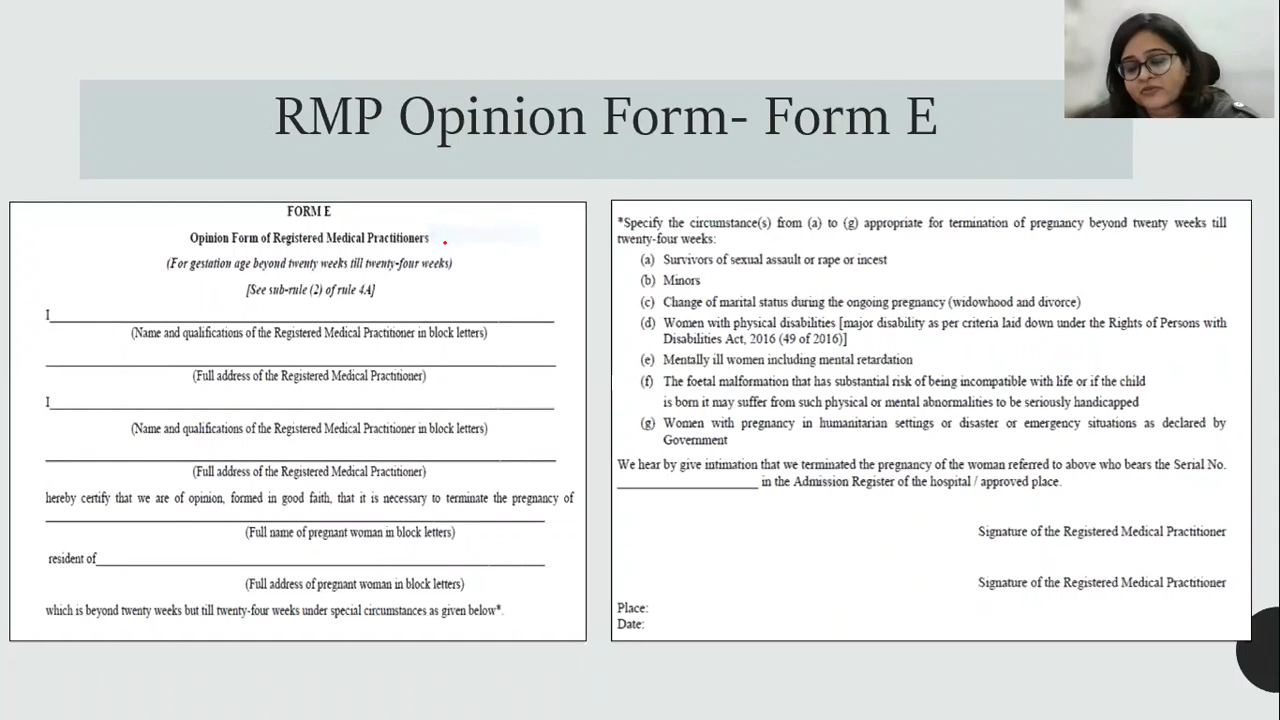 RMP Opinion Form- Form E
FORM E
Opinion Form of Registered Medical Practitioners
(For gestation age beyond twenty weeks till twenty-four weeks)
[See sub-rule (2) of rule 4A]
I
(Name and qualifications of the Registered Medical Practitioner in block letters)
(Full address of the Registered Medical Practitioner)
I
(Name and qualifications of the Registered Medical Practitioner in block letters)
(Full address of the Registered Medical Practitioner)
hereby certify that we are of opinion, formed in good faith, that it is necessary to terminate the pregnancy of
(Full name of pregnant woman in block letters)
resident of
(Full address of pregnant woman in block letters)
which is beyond twenty weeks but till twenty-four weeks under special circumstances as given below*.
*Specify the circumstance(s) from (a) to (g) appropriate for termination of pregnancy beyond twenty weeks till
twenty-four weeks:
(a) Survivors of sexual assault or rape or incest
(b) Minors
(c) Change of marital status during the ongoing pregnancy (widowhood and divorce)
(d) Women with physical disabilities [major disability as per criteria laid down under the Rights of Persons with
Disabilities Act, 2016 (49 of 2016)]
(e) Mentally ill women including mental retardation
(f) The foetal malformation that has substantial risk of being incompatible with life or if the child
is born it may suffer from such physical or mental abnormalities to be seriously handicapped
(g) Women with pregnancy in humanitarian settings or disaster or emergency situations as declared by
Government
We hear by give intimation that we terminated the pregnancy of the woman referred to above who bears the Serial No.
in the Admission Register of the hospital / approved place.
Signature of the Registered Medical Practitioner
Signature of the Registered Medical Practitioner
Place:
Date: